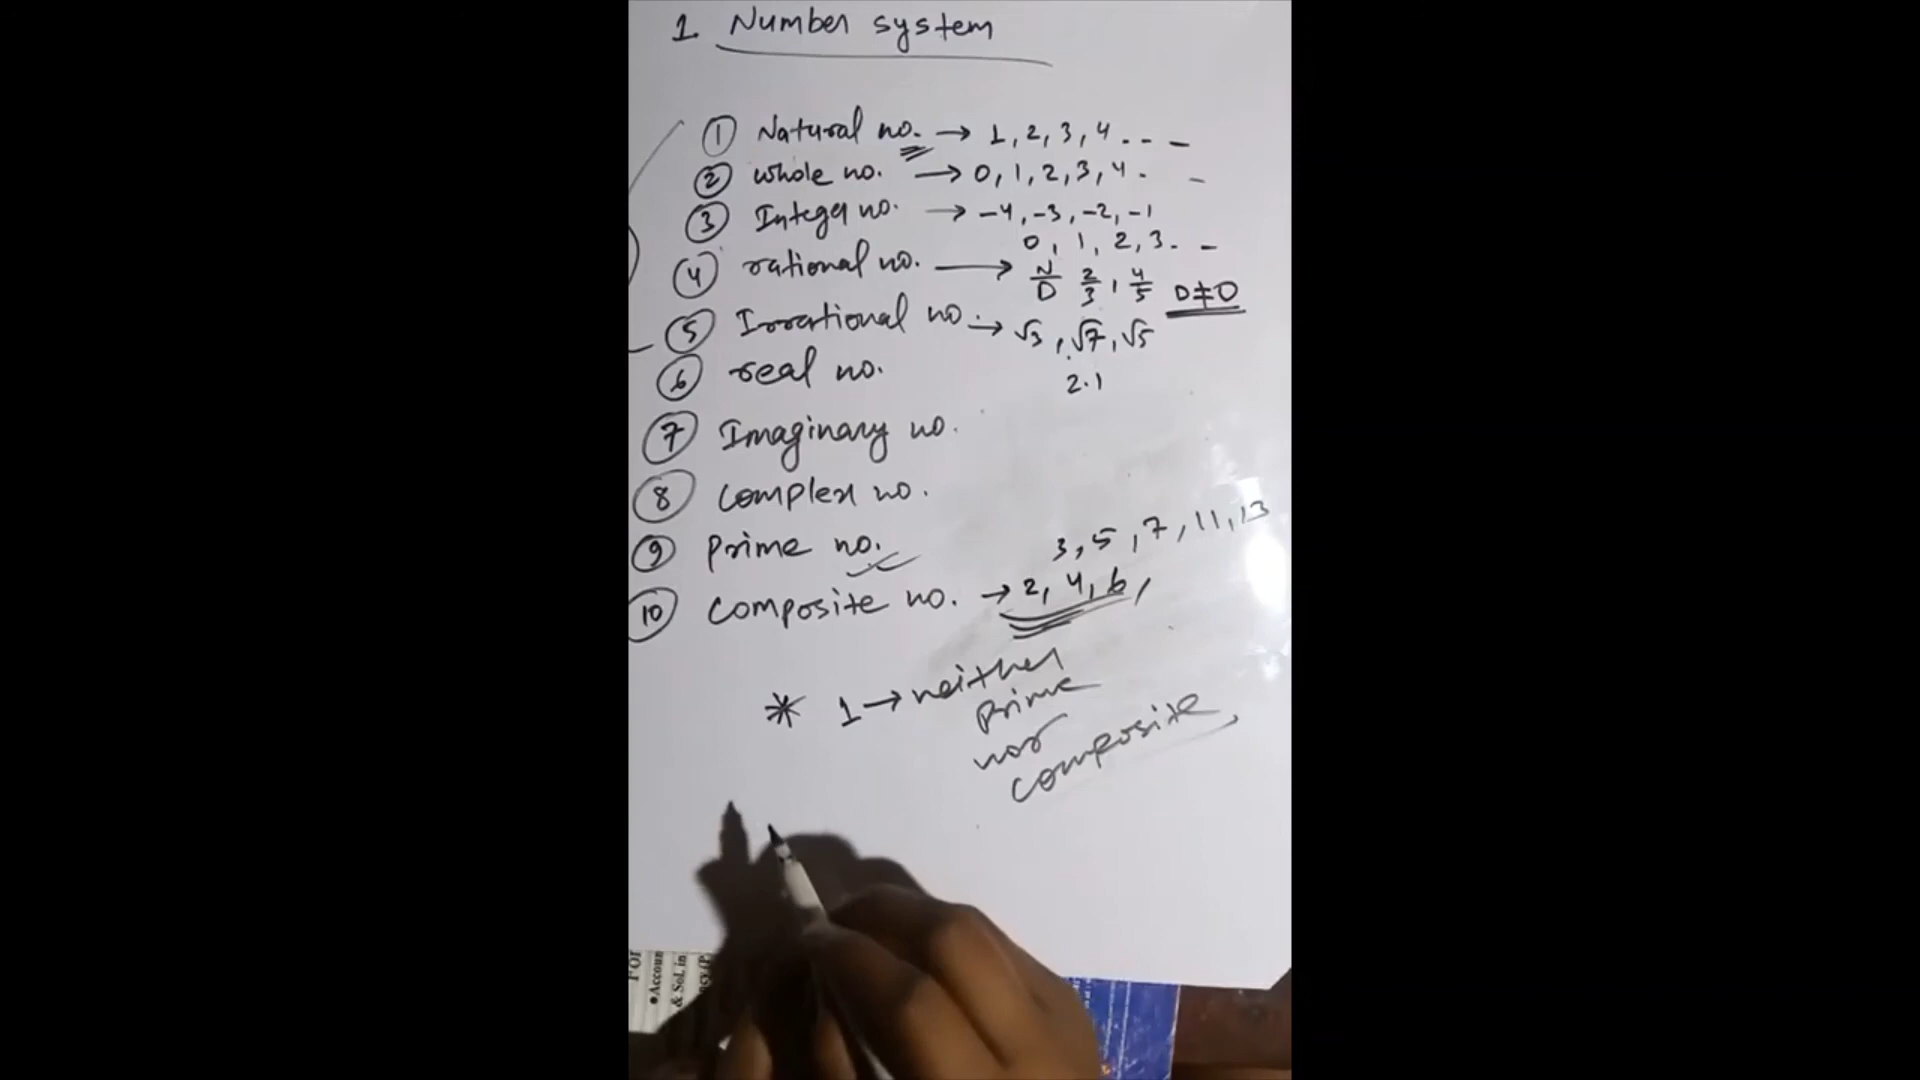 1 Number system
① Natural no. → 1, 2, 3, 4 . - -
② whole no. → 0, 1, 2, 3, 4 . -
③ Integer no. → -4, -3, -2, -1
0, 1, 2, 3 . -
④ rational no. → N/D 2/3, 4/5 D≠0
⑤ Irrational no. → √3, √7, √5
⑥ real no. 2.1
⑦ Imaginary no.
⑧ Complex no.
⑨ Prime no. 3, 5, 7, 11, 13
⑩ Composite no. → 2, 4, 6,
* 1 → neither
prime
nor
composite
Accoun
& Sol. in